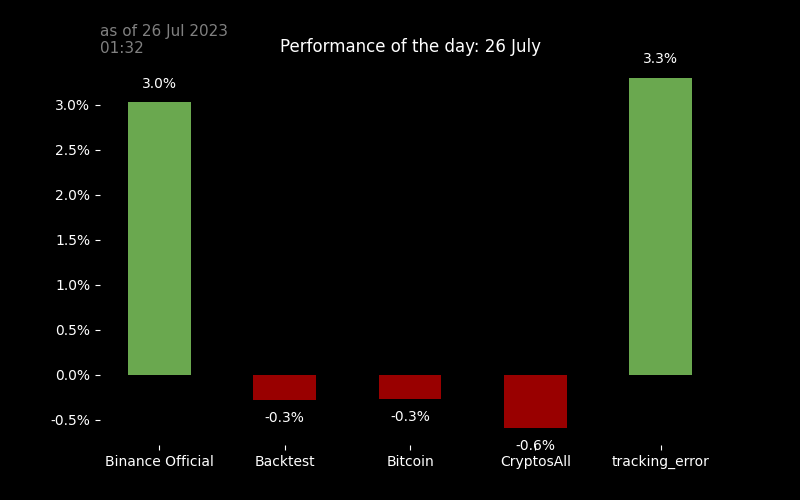 as of 26 Jul 2023
01:32
Performance of the day: 26 July
3.3%
3.0%
3.0%
2.5%
2.0%
1.5%
1.0%
0.5%
0.0%
-0.5%
-0.3%
-0.3%
-0.6%
Binance Official
Backtest
Bitcoin
CryptosAll
tracking_error